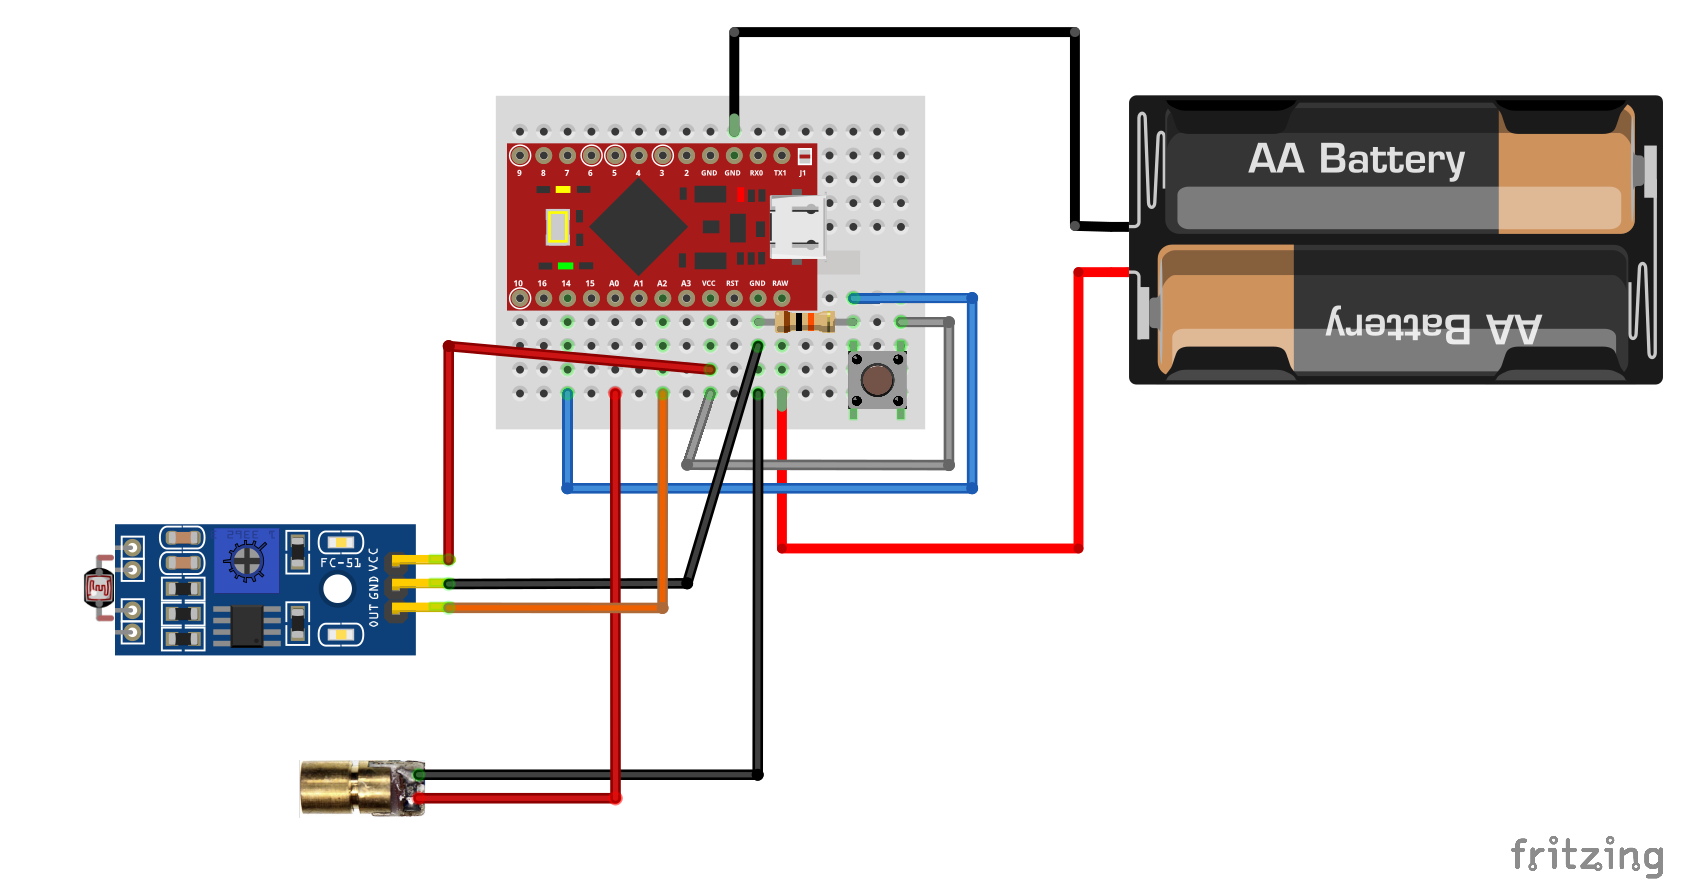 AA Battery
AA Battery
9 8 7 6 5 4 3 2 GND GND RX0 TX1 J1
10 16 14 15 A0 A1 A2 A3 VCC RST GND RAW
FC-51
VCC
GND
OUT
fritzing